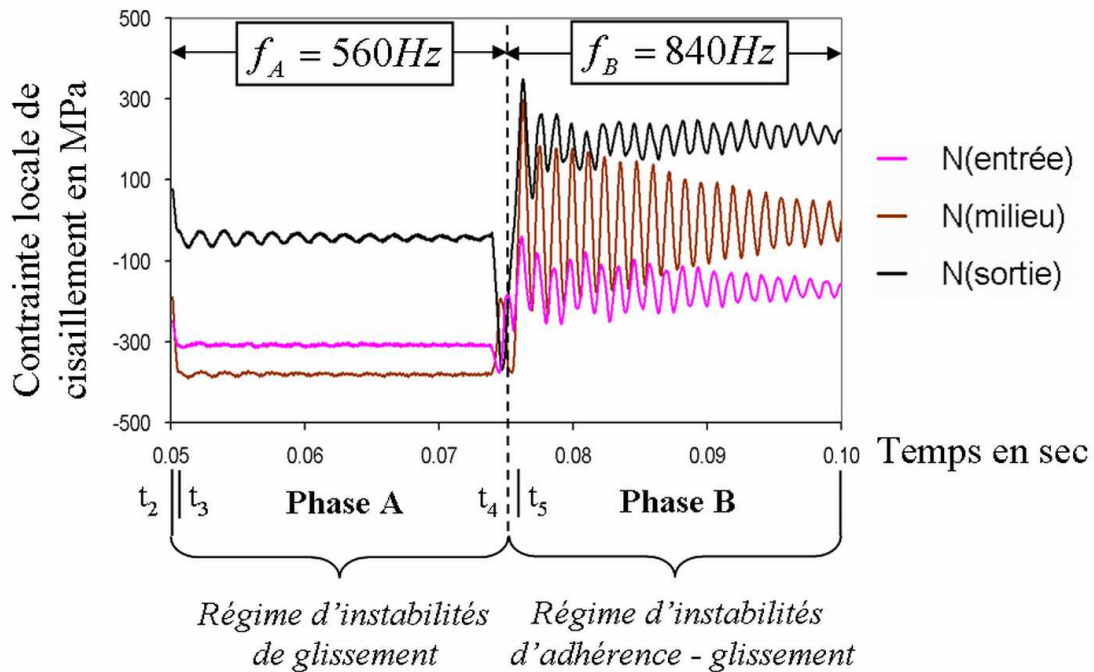 500
300
100
-100
-300
-500
Contrainte locale de
cisaillement en MPa
f_A = 560Hz
f_B = 840Hz
N(entrée)
N(milieu)
N(sortie)
0.05
0.06
0.07
0.08
0.09
0.10
Temps en sec
t₂
t₃
Phase A
t₄
t₅
Phase B
Régime d'instabilités
de glissement
Régime d'instabilités
d'adhérence - glissement